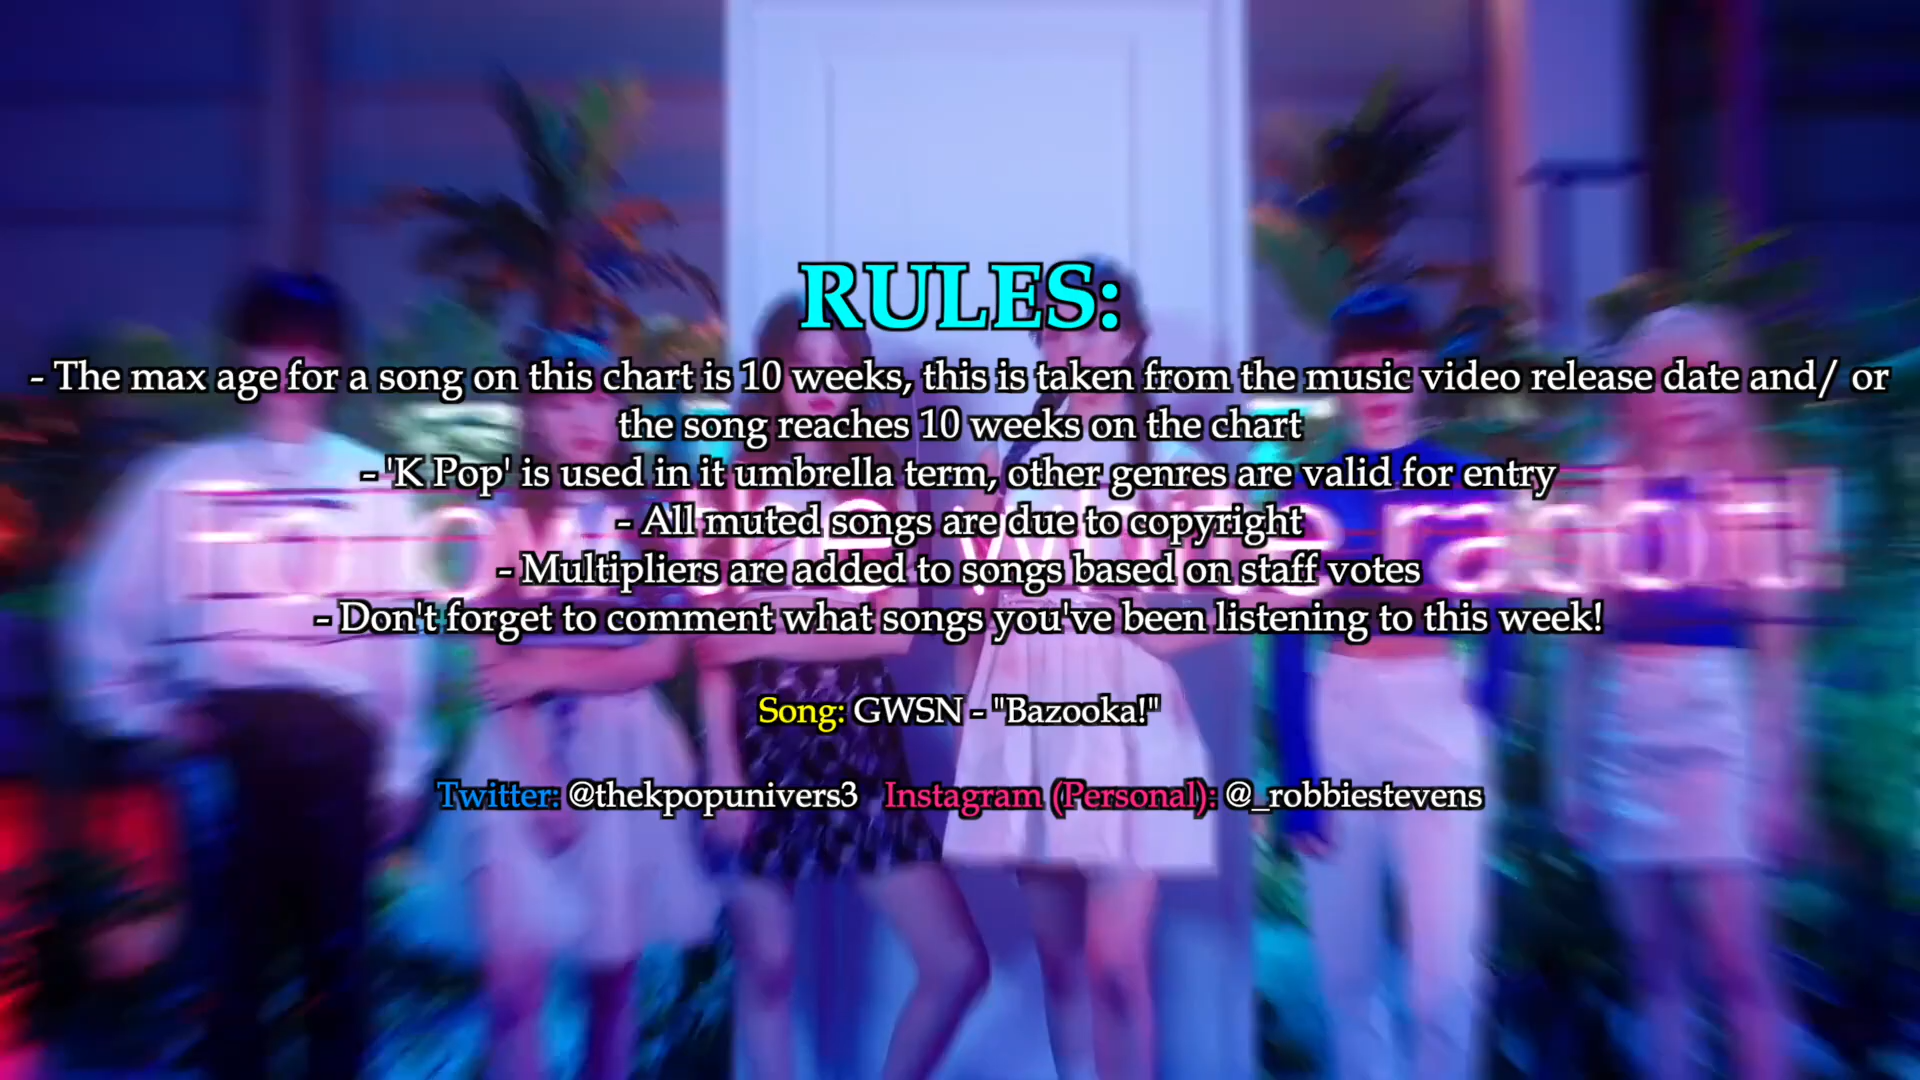 RULES:
- The max age for a song on this chart is 10 weeks, this is taken from the music video release date and/ or
the song reaches 10 weeks on the chart
- 'K Pop' is used in it umbrella term, other genres are valid for entry
- All muted songs are due to copyright
- Multipliers are added to songs based on staff votes
- Don't forget to comment what songs you've been listening to this week!
Follow the white rabbit!
Song: GWSN - "Bazooka!"
Twitter: @thekpopunivers3 Instagram (Personal): @_robbiestevens